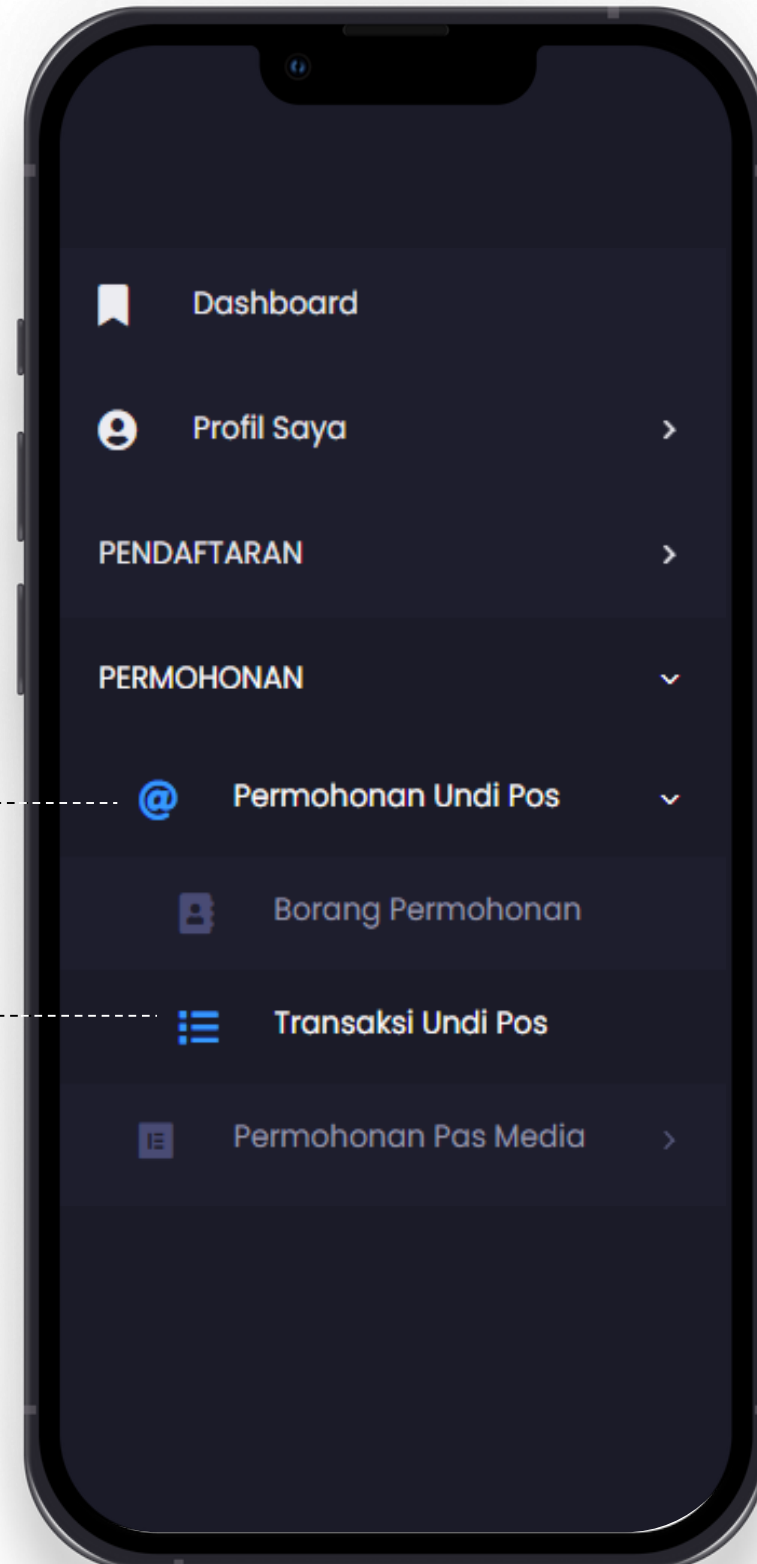 Dashboard
Profil Saya
PENDAFTARAN
PERMOHONAN
Permohonan Undi Pos
Borang Permohonan
Transaksi Undi Pos
Permohonan Pas Media